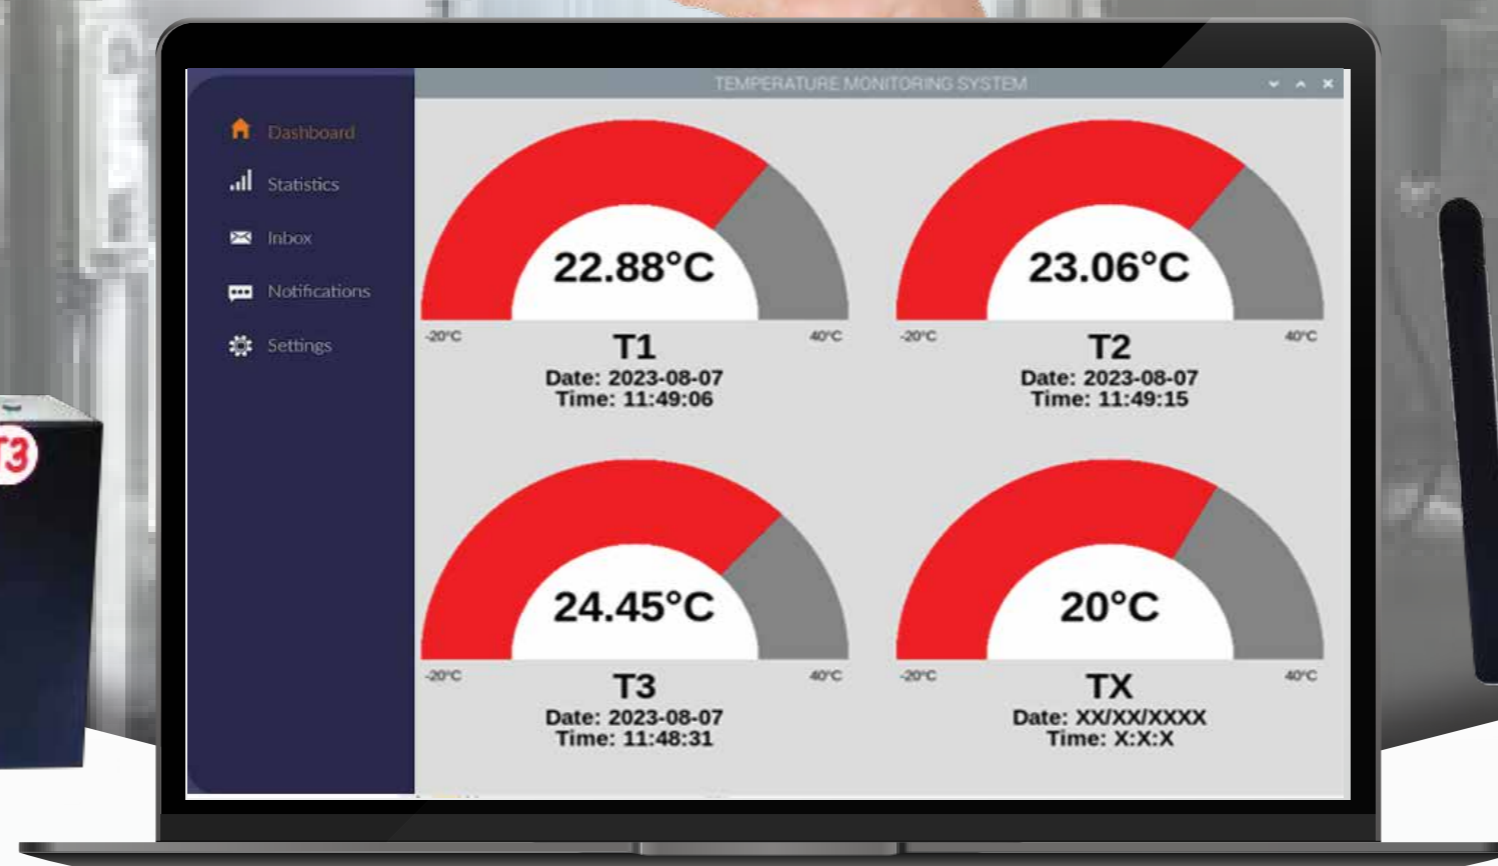 TEMPERATURE MONITORING SYSTEM
Dashboard
Statistics
Inbox
Notifications
Settings
22.88°C
-20°C 40°C
T1
Date: 2023-08-07
Time: 11:49:06
23.06°C
-20°C 40°C
T2
Date: 2023-08-07
Time: 11:49:15
24.45°C
-20°C 40°C
T3
Date: 2023-08-07
Time: 11:48:31
20°C
-20°C 40°C
TX
Date: XX/XX/XXXX
Time: X:X:X
T3